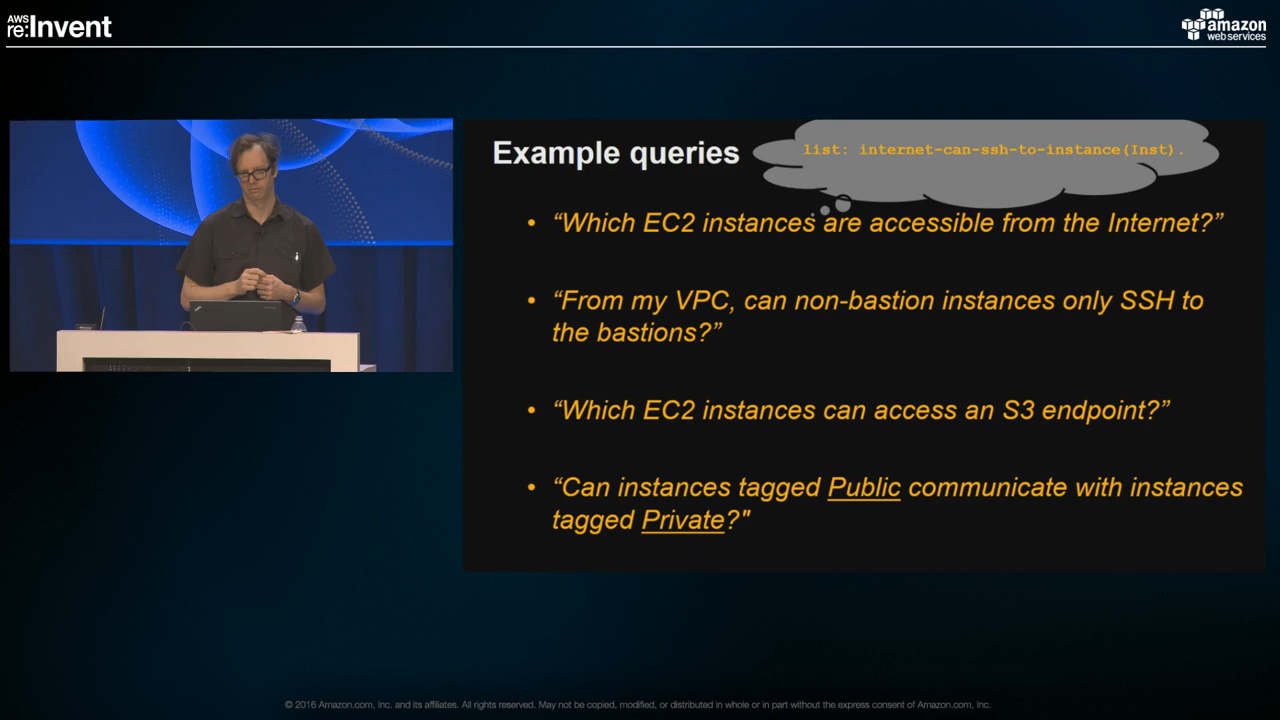 AWS
re:Invent
amazon
web services
Example queries
list: internet-can-ssh-to-instance(Inst).
• “Which EC2 instances are accessible from the Internet?”
• “From my VPC, can non-bastion instances only SSH to
the bastions?”
• “Which EC2 instances can access an S3 endpoint?”
• “Can instances tagged Public communicate with instances
tagged Private?"
© 2016 Amazon.com, Inc. and its affiliates. All rights reserved. May not be copied, modified, or distributed in whole or in part without the express consent of Amazon.com, Inc.